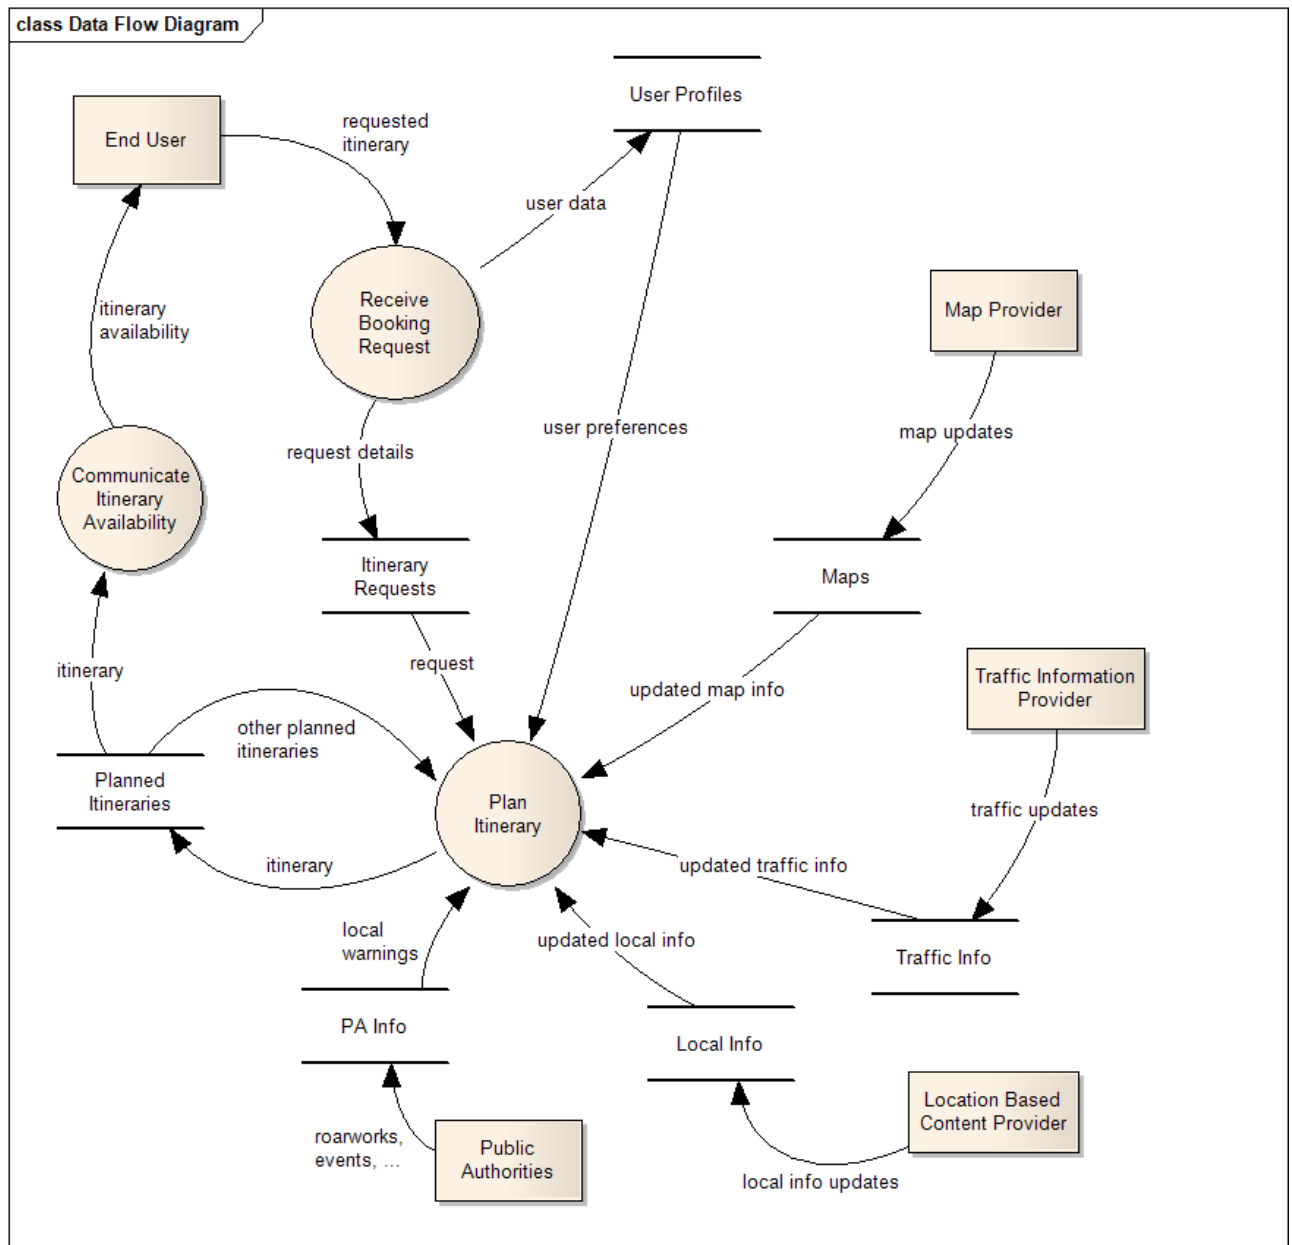 class Data Flow Diagram
User Profiles
End User
requested
itinerary
user data
itinerary
availability
Receive
Booking
Request
Map Provider
user preferences
map updates
request details
Communicate
Itinerary
Availability
Itinerary
Requests
Maps
itinerary
request
updated map info
Traffic Information
Provider
other planned
itineraries
Planned
Itineraries
Plan
Itinerary
traffic updates
itinerary
updated traffic info
local
warnings
updated local info
Traffic Info
PA Info
Local Info
Location Based
Content Provider
roarworks,
events, ...
Public
Authorities
local info updates